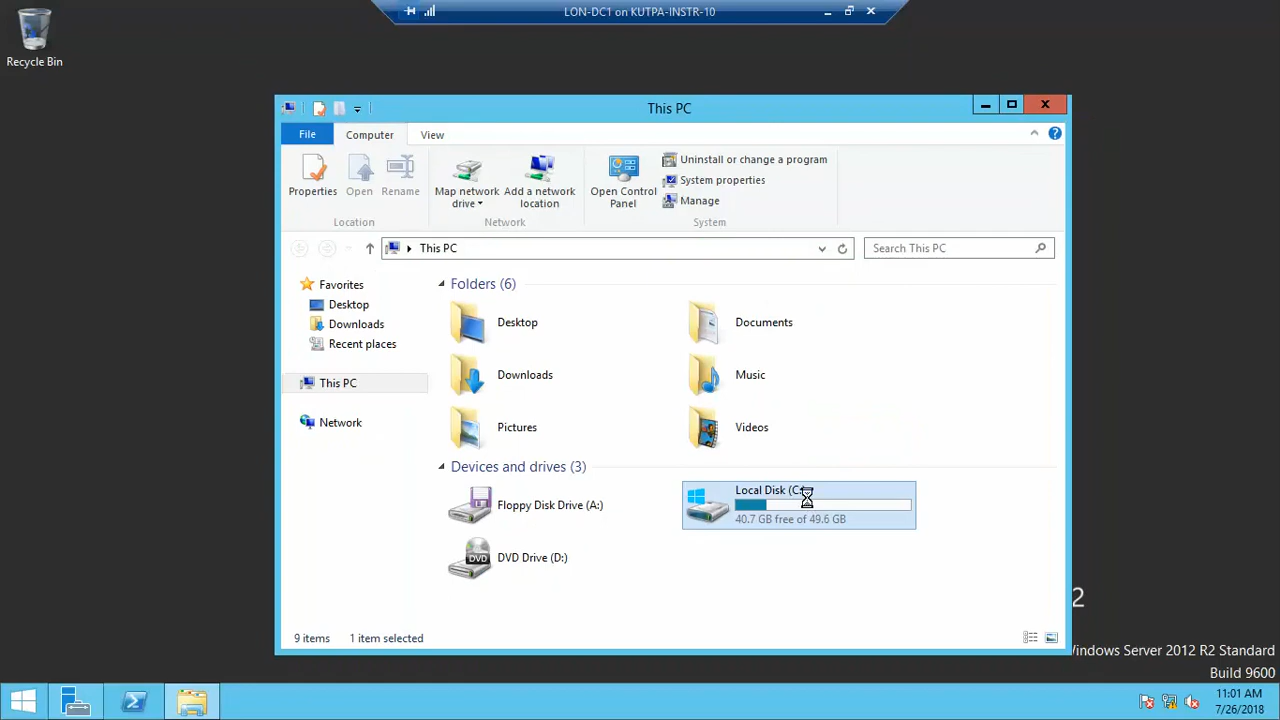 LON-DC1 on KUTPA-INSTR-10
Recycle Bin
This PC
File
Computer
View
Properties
Open
Rename
Map network drive
Add a network location
Open Control Panel
Uninstall or change a program
System properties
Manage
Location
Network
System
This PC
Search This PC
Favorites
Desktop
Downloads
Recent places
This PC
Network
Folders (6)
Desktop
Documents
Downloads
Music
Pictures
Videos
Devices and drives (3)
Floppy Disk Drive (A:)
Local Disk (C:
40.7 GB free of 49.6 GB
DVD
DVD Drive (D:)
9 items
1 item selected
2
Windows Server 2012 R2 Standard
Build 9600
11:01 AM
7/26/2018